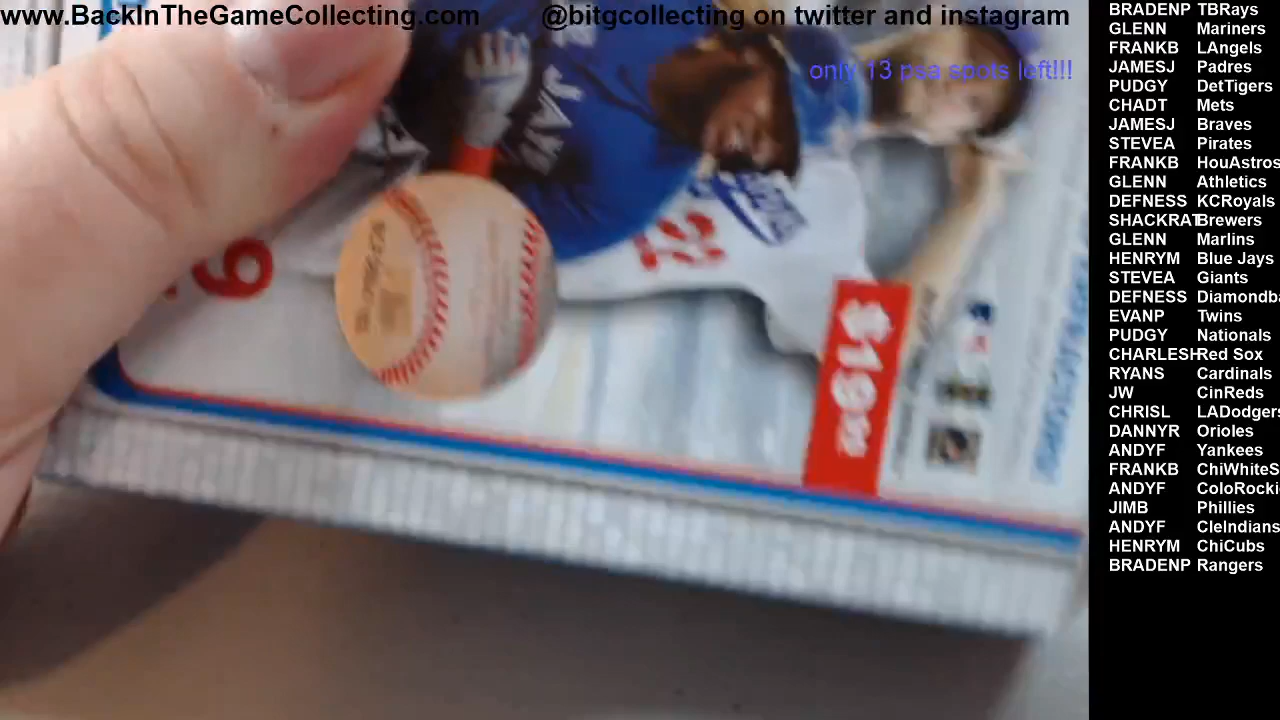 www.BackInTheGameCollecting.com @bitgcollecting on twitter and instagram
only 13 psa spots left!!!
$19.99
BRADENP TBRays
GLENN Mariners
FRANKB LAngels
JAMESJ Padres
PUDGY DetTigers
CHADT Mets
JAMESJ Braves
STEVEA Pirates
FRANKB HouAstros
GLENN Athletics
DEFNESS KCRoyals
SHACKRAT Brewers
GLENN Marlins
HENRYM Blue Jays
STEVEA Giants
DEFNESS Diamondba
EVANP Twins
PUDGY Nationals
CHARLESH Red Sox
RYANS Cardinals
JW CinReds
CHRISL LADodgers
DANNYR Orioles
ANDYF Yankees
FRANKB ChiWhiteS
ANDYF ColoRocki
JIMB Phillies
ANDYF CleIndians
HENRYM ChiCubs
BRADENP Rangers